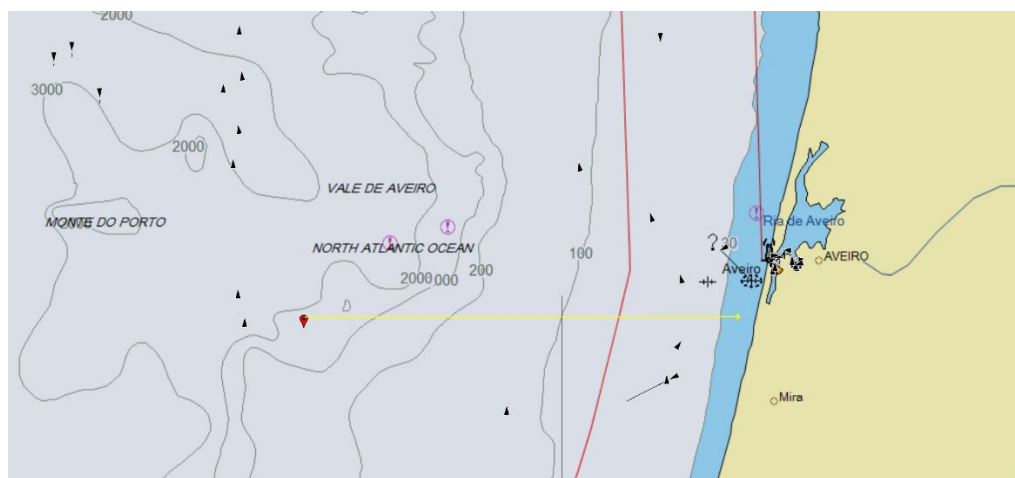 2000
3000
2000
VALE DE AVEIRO
MONTE DO PORTO
Ria de Aveiro
NORTH ATLANTIC OCEAN
?
30
100
AVEIRO
200
Aveiro
2000
000
Mira